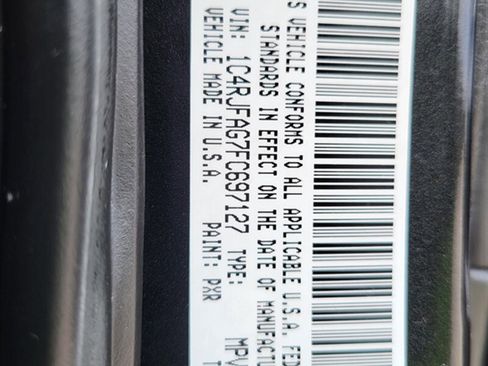 S VEHICLE CONFORMS TO ALL APPLICABLE U.S.A. FED
STANDARDS IN EFFECT ON THE DATE OF MANUFACTU
VIN: 1C4RJFAG7FC697127 TYPE: MPV
VEHICLE MADE IN U.S.A. PAINT: PXR T